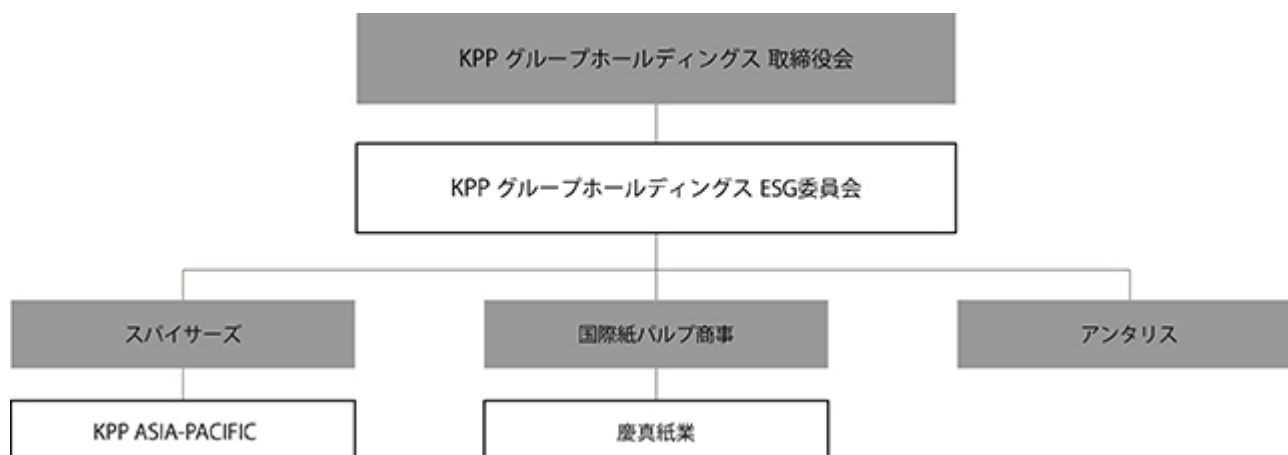 KPP グループホールディングス 取締役会
KPP グループホールディングス ESG委員会
スパイサーズ
国際紙パルプ商事
アンタリス
KPP ASIA-PACIFIC
慶真紙業